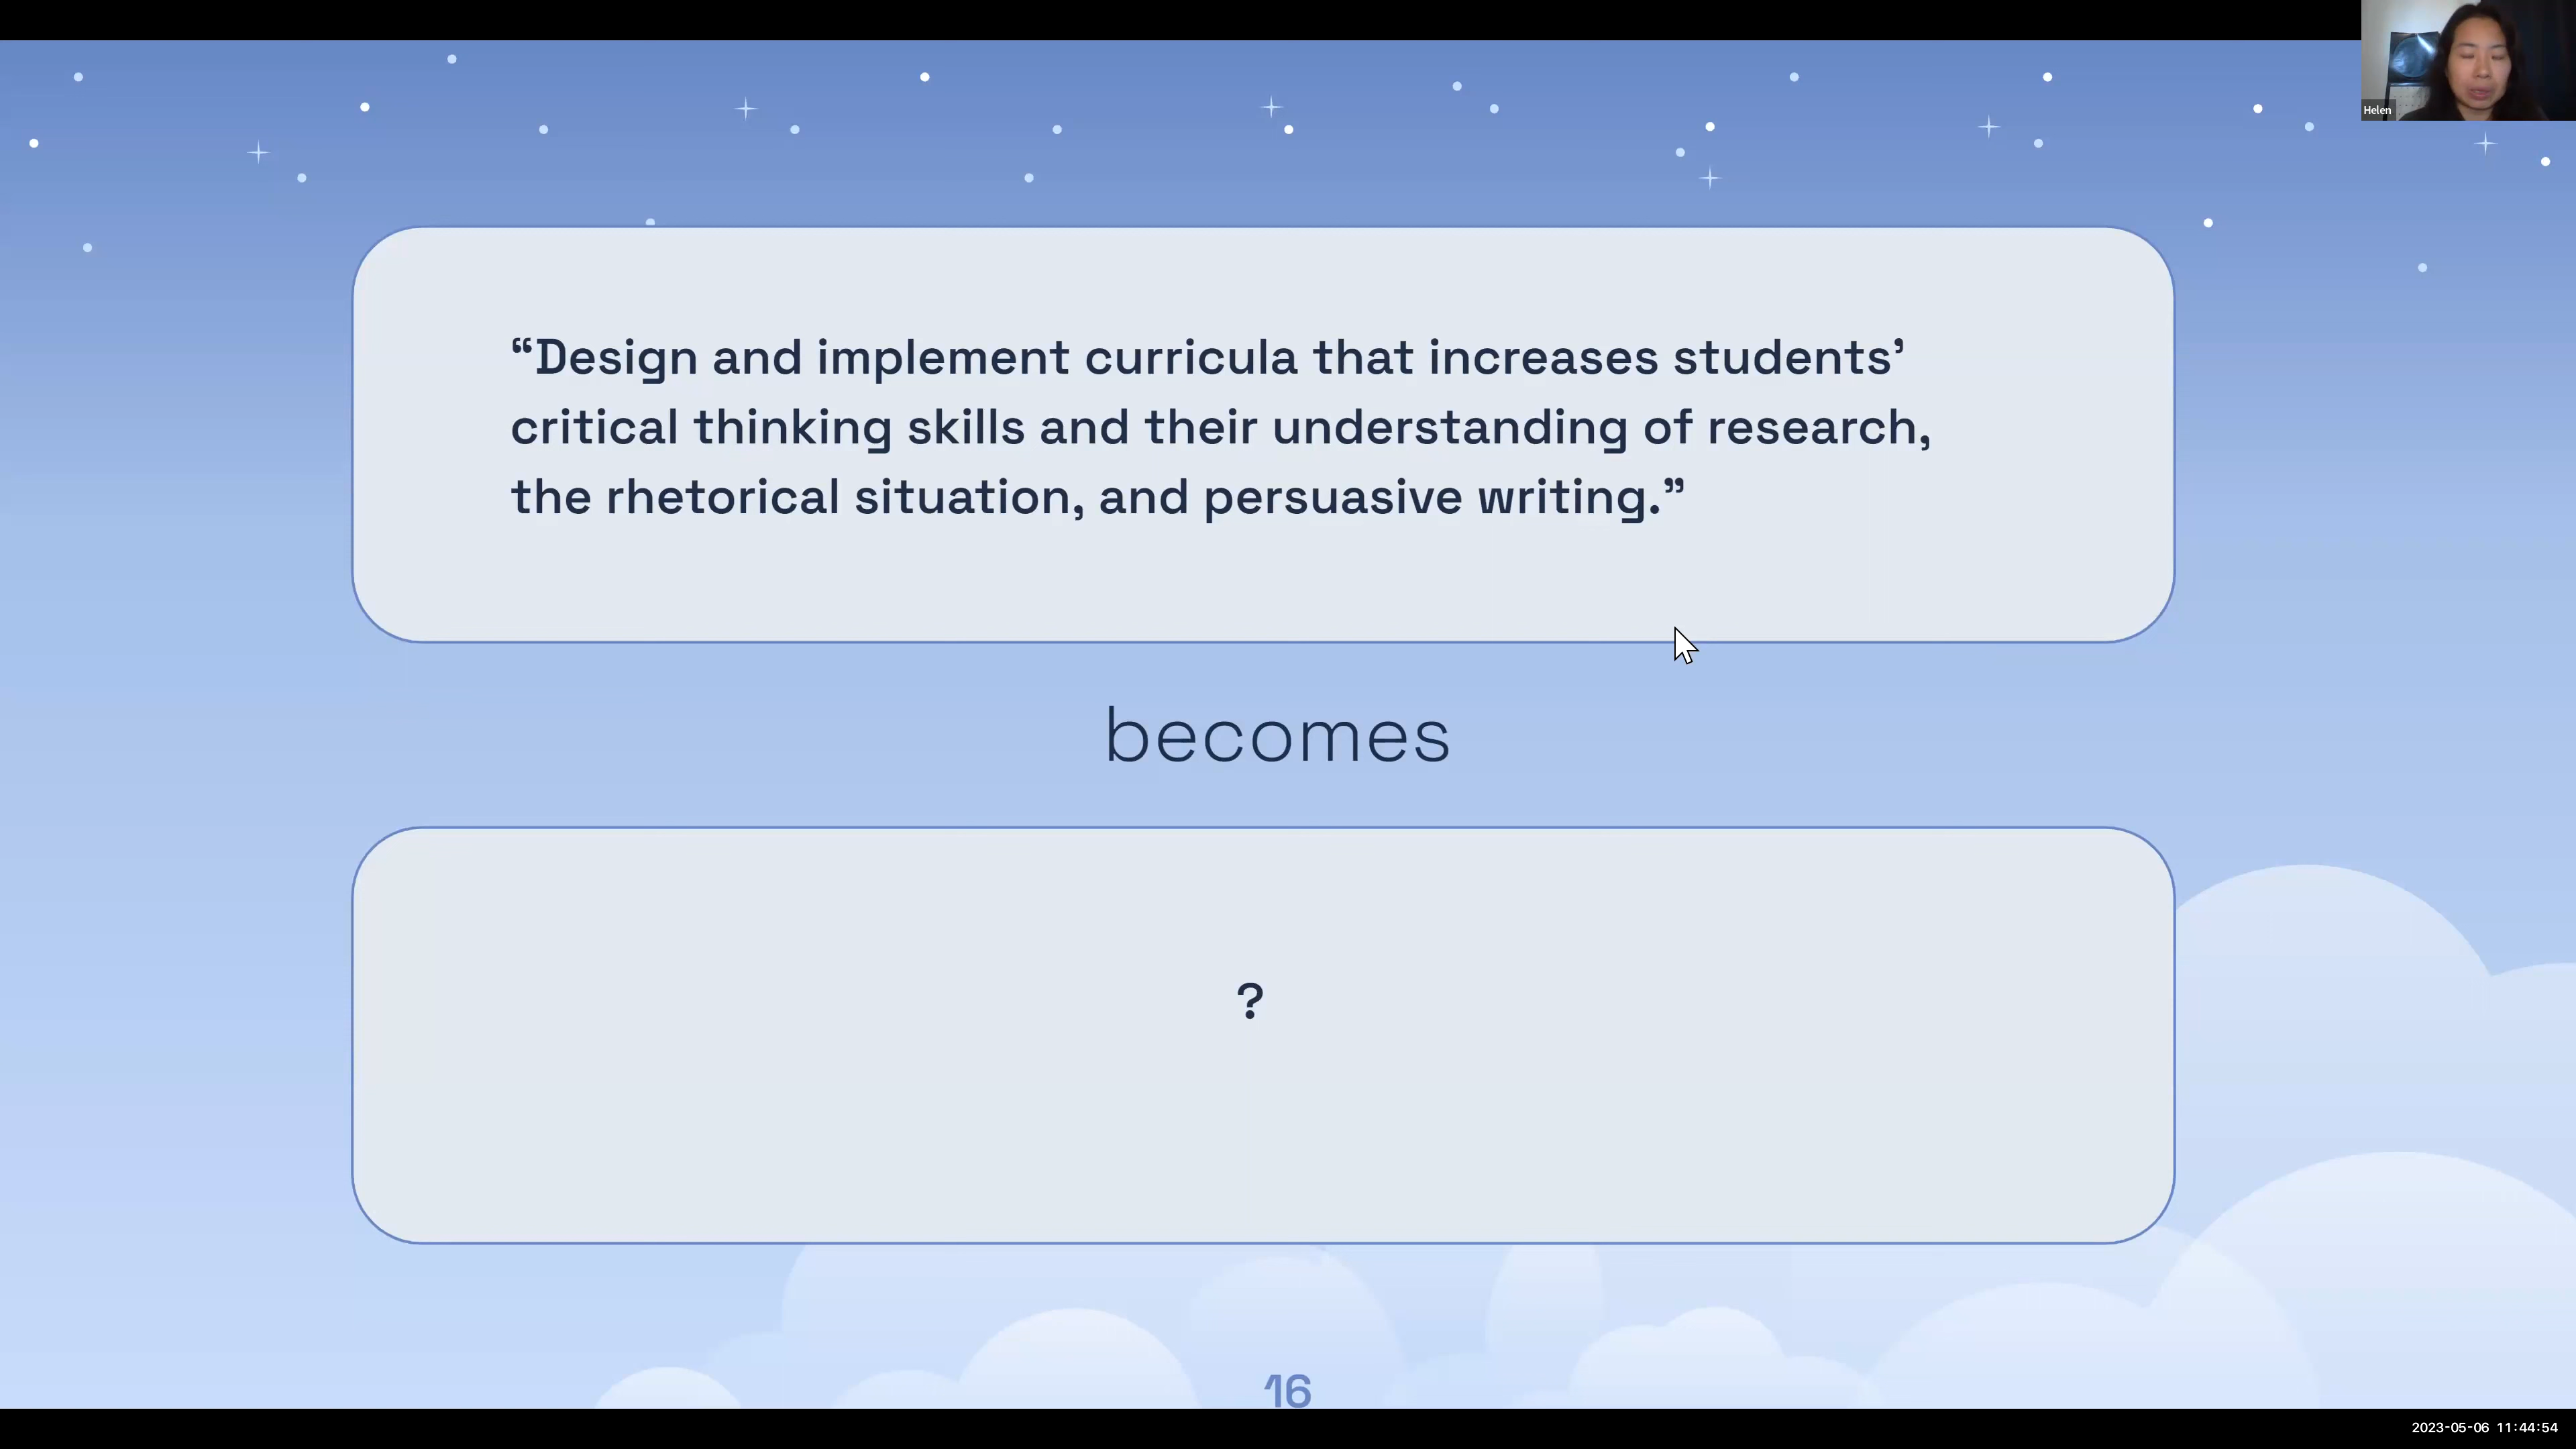 Helen
“Design and implement curricula that increases students’
critical thinking skills and their understanding of research,
the rhetorical situation, and persuasive writing.”
becomes
?
16
2023-05-06 11:44:54